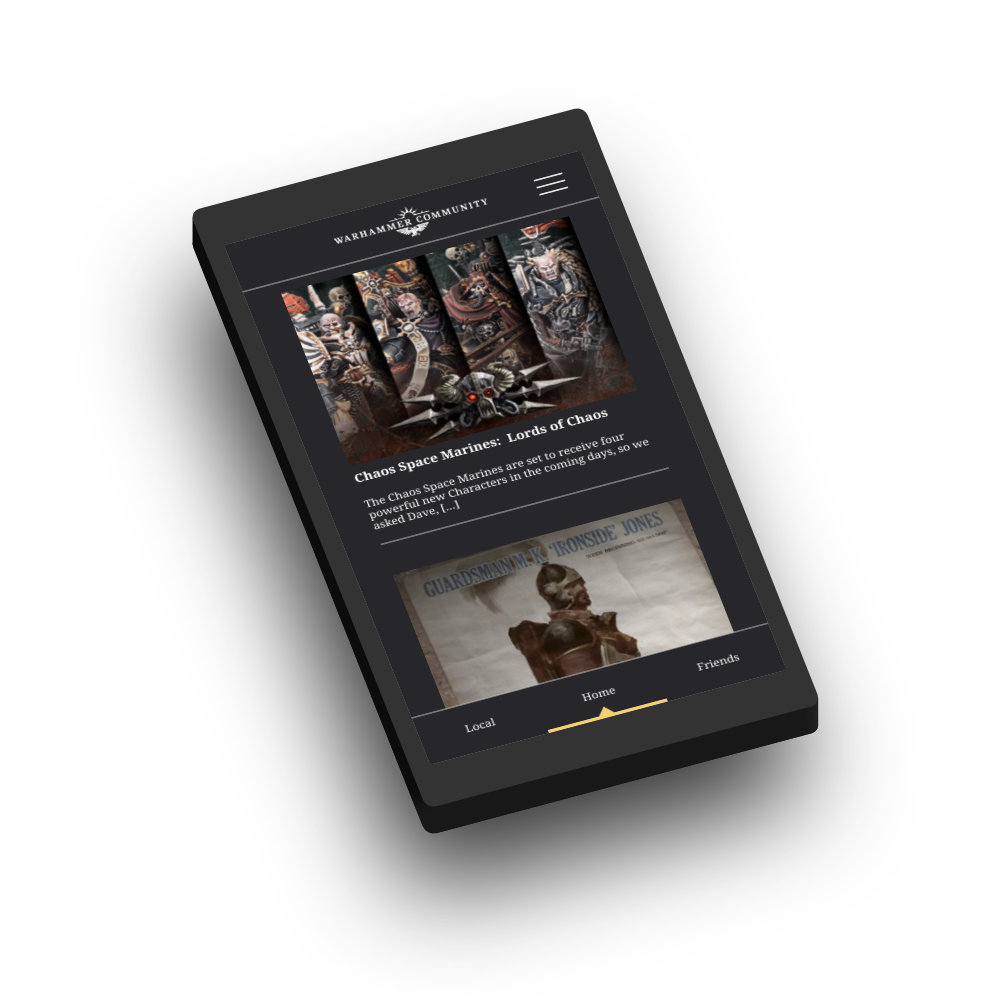 WARHAMMER COMMUNITY
Chaos Space Marines: Lords of Chaos
The Chaos Space Marines are set to receive four
powerful new Characters in the coming days, so we
asked Dave, [...]
GUARDSMAN M. K. 'IRONSIDE' JONES
Local
Home
Friends